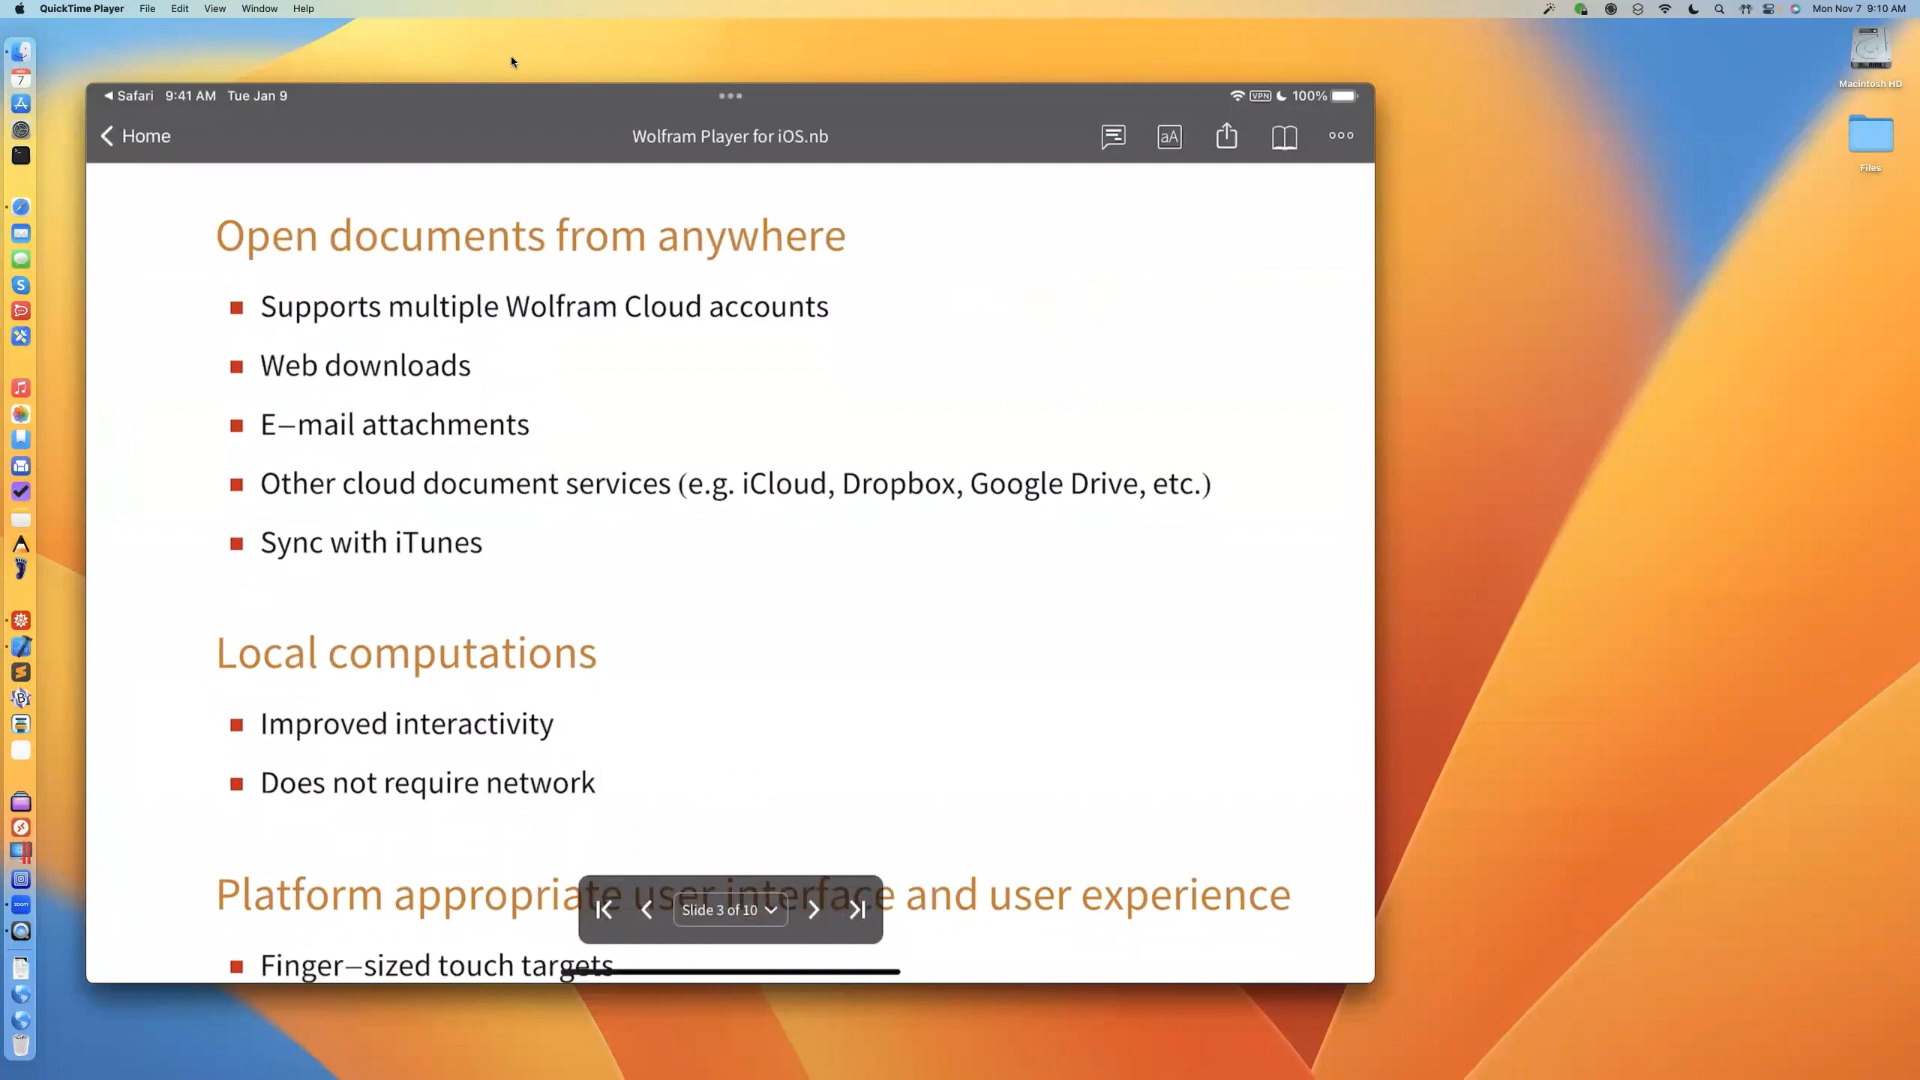 QuickTime Player File Edit View Window Help
Mon Nov 7 9:10 AM
Macintosh HD
Files
7
Safari 9:41 AM Tue Jan 9
VPN 100%
Home
Wolfram Player for iOS.nb
aA
Open documents from anywhere
Supports multiple Wolfram Cloud accounts
Web downloads
E–mail attachments
Other cloud document services (e.g. iCloud, Dropbox, Google Drive, etc.)
Sync with iTunes
Local computations
Improved interactivity
Does not require network
Platform appropriate user interface and user experience
Slide 3 of 10
Finger–sized touch targets
zoom